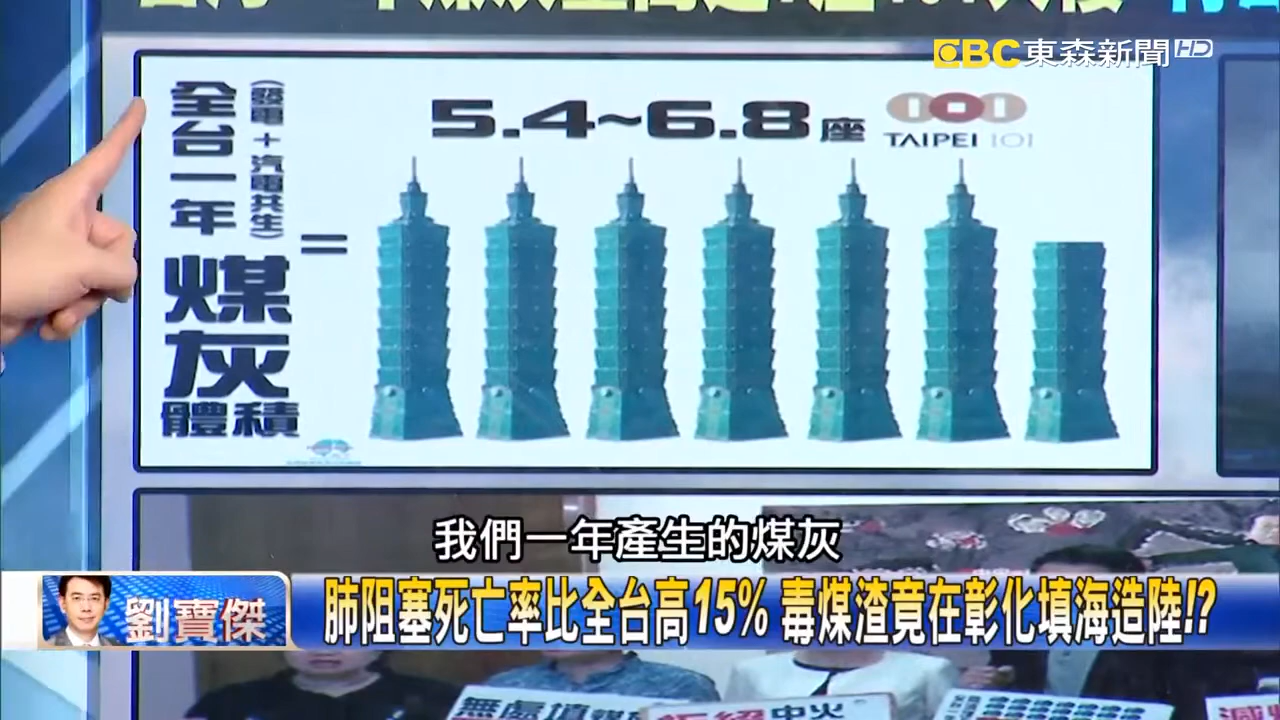 EBC東森新聞HD
全台一年
(發電+汽電共生)
煤灰
體積
=
5.4~6.8座
TAIPEI 101
我們一年產生的煤灰
劉寶傑
肺阻塞死亡率比全台高15% 毒煤渣竟在彰化填海造陸!?